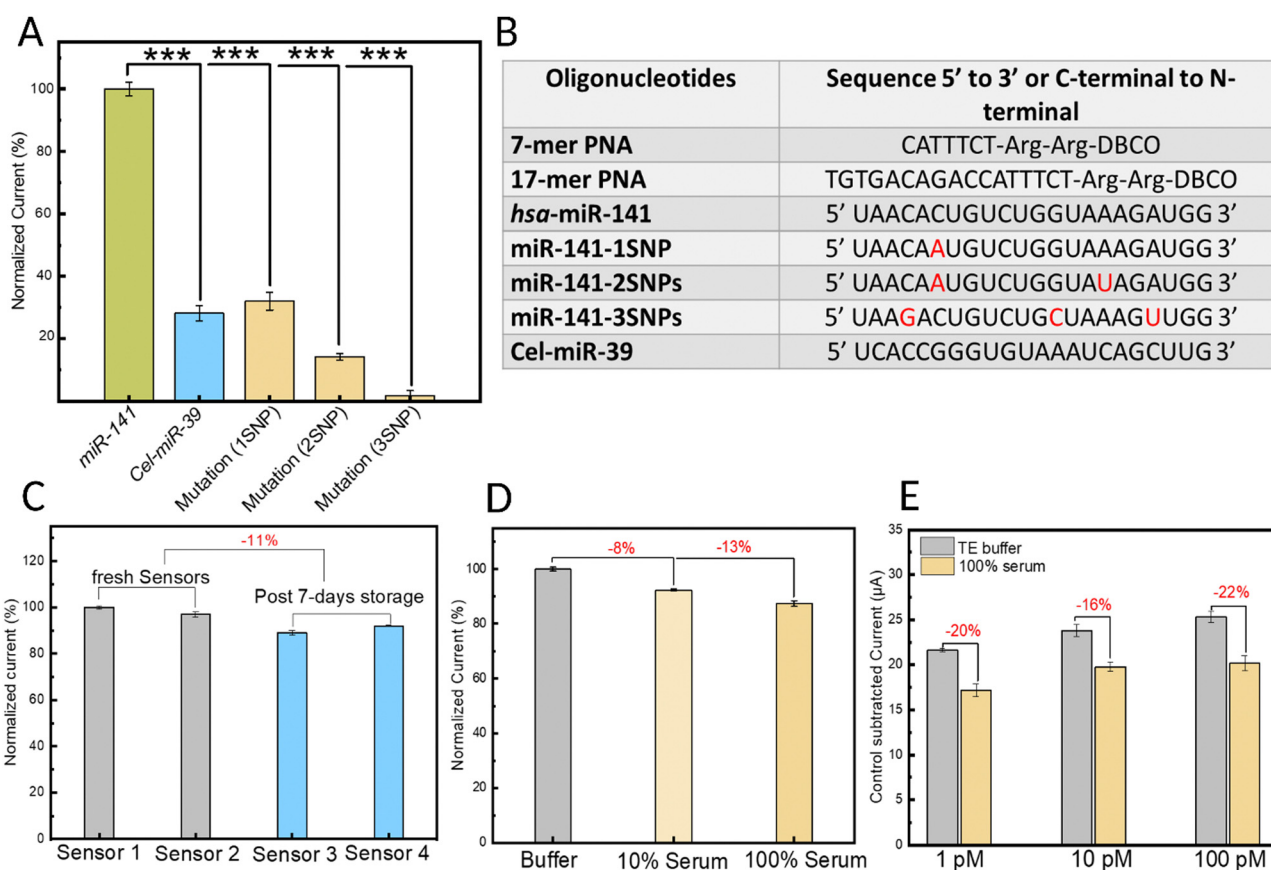 A
*** *** *** ***
Normalized Current (%)
100
80
60
40
20
miR-141
Cel-miR-39
Mutation (1SNP)
Mutation (2SNP)
Mutation (3SNP)
B
Oligonucleotides
Sequence 5’ to 3’ or C-terminal to N-
terminal
7-mer PNA
CATTTCT-Arg-Arg-DBCO
17-mer PNA
TGTGACAGACCATTTCT-Arg-Arg-DBCO
hsa-miR-141
5’ UAACACUGUCUGGUAAAGAUGG 3’
miR-141-1SNP
5’ UAACAAUGUCUGGUAAAGAUGG 3’
miR-141-2SNPs
5’ UAACAAUGUCUGGUAUAGAUGG 3’
miR-141-3SNPs
5’ UAAGACUGUCUGCUAAAGUUGG 3’
Cel-miR-39
5’ UCACCGGGUGUAAAUCAGCUUG 3’
C
Normalized current (%)
120
100
80
60
40
20
0
-11%
fresh Sensors
Post 7-days storage
Sensor 1 Sensor 2 Sensor 3 Sensor 4
D
Normalized Current (%)
100
80
60
40
20
0
-8% -13%
Buffer 10% Serum 100% Serum
E
Control subtratcted Current (µA)
35
30
25
20
15
10
5
0
TE buffer
100% serum
-20% -16% -22%
1 pM 10 pM 100 pM